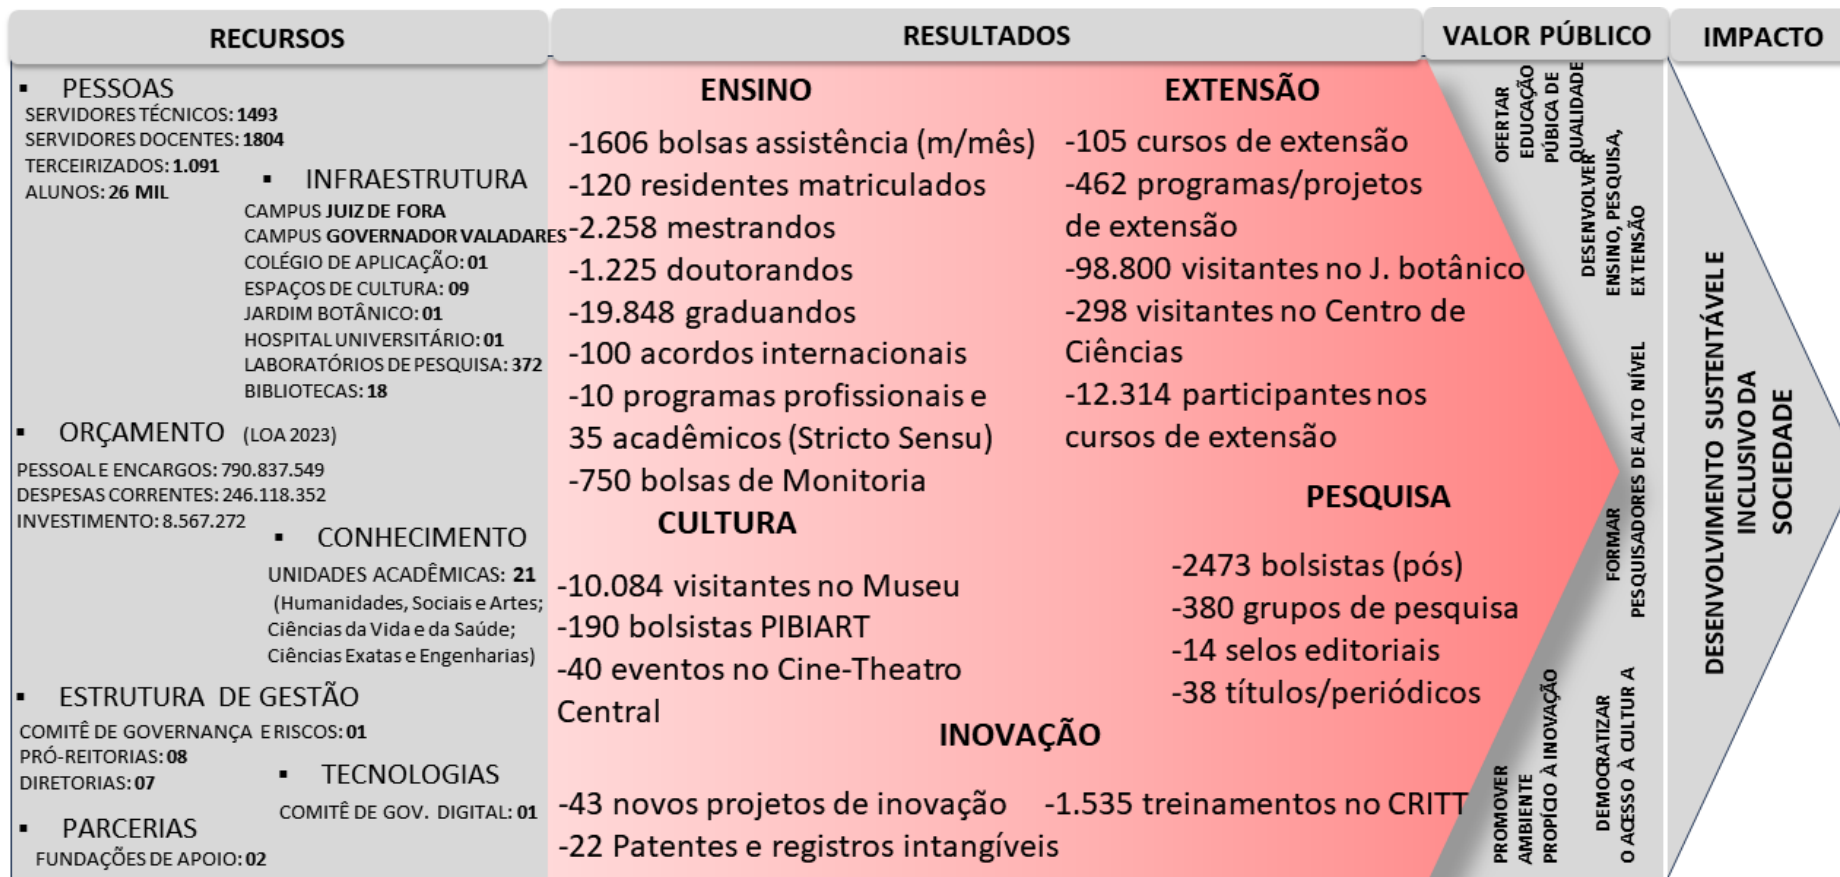 RECURSOS
RESULTADOS
VALOR PÚBLICO
IMPACTO
▪ PESSOAS
SERVIDORES TÉCNICOS: 1493
SERVIDORES DOCENTES: 1804
TERCEIRIZADOS: 1.091
ALUNOS: 26 MIL
▪ INFRAESTRUTURA
CAMPUS JUIZ DE FORA
CAMPUS GOVERNADOR VALADARES
COLÉGIO DE APLICAÇÃO: 01
ESPAÇOS DE CULTURA: 09
JARDIM BOTÂNICO: 01
HOSPITAL UNIVERSITÁRIO: 01
LABORATÓRIOS DE PESQUISA: 372
BIBLIOTECAS: 18
▪ ORÇAMENTO (LOA 2023)
PESSOAL E ENCARGOS: 790.837.549
DESPESAS CORRENTES: 246.118.352
INVESTIMENTO: 8.567.272
▪ CONHECIMENTO
UNIDADES ACADÊMICAS: 21
(Humanidades, Sociais e Artes;
Ciências da Vida e da Saúde;
Ciências Exatas e Engenharias)
▪ ESTRUTURA DE GESTÃO
COMITÊ DE GOVERNANÇA E RISCOS: 01
PRÓ-REITORIAS: 08
DIRETORIAS: 07
▪ TECNOLOGIAS
COMITÊ DE GOV. DIGITAL: 01
▪ PARCERIAS
FUNDAÇÕES DE APOIO: 02
ENSINO
-1606 bolsas assistência (m/mês)
-120 residentes matriculados
-2.258 mestrandos
-1.225 doutorandos
-19.848 graduandos
-100 acordos internacionais
-10 programas profissionais e
35 acadêmicos (Stricto Sensu)
-750 bolsas de Monitoria
EXTENSÃO
-105 cursos de extensão
-462 programas/projetos
de extensão
-98.800 visitantes no J. botânico
-298 visitantes no Centro de
Ciências
-12.314 participantes nos
cursos de extensão
CULTURA
-10.084 visitantes no Museu
-190 bolsistas PIBIART
-40 eventos no Cine-Theatro
Central
PESQUISA
-2473 bolsistas (pós)
-380 grupos de pesquisa
-14 selos editoriais
-38 títulos/periódicos
INOVAÇÃO
-43 novos projetos de inovação
-1.535 treinamentos no CRITT
-22 Patentes e registros intangíveis
OFERTAR
EDUCAÇÃO
PÚBICA DE
QUALIDADE
DESENVOLVER
ENSINO, PESQUISA,
EXTENSÃO
FORMAR
PESQUISADORES DE ALTO NÍVEL
PROMOVER
AMBIENTE
PROPÍCIO À INOVAÇÃO
DEMOCRATIZAR
O ACESSO À CULTUR A
DESENVOLVIMENTO SUSTENTÁVEL E
INCLUSIVO DA
SOCIEDADE